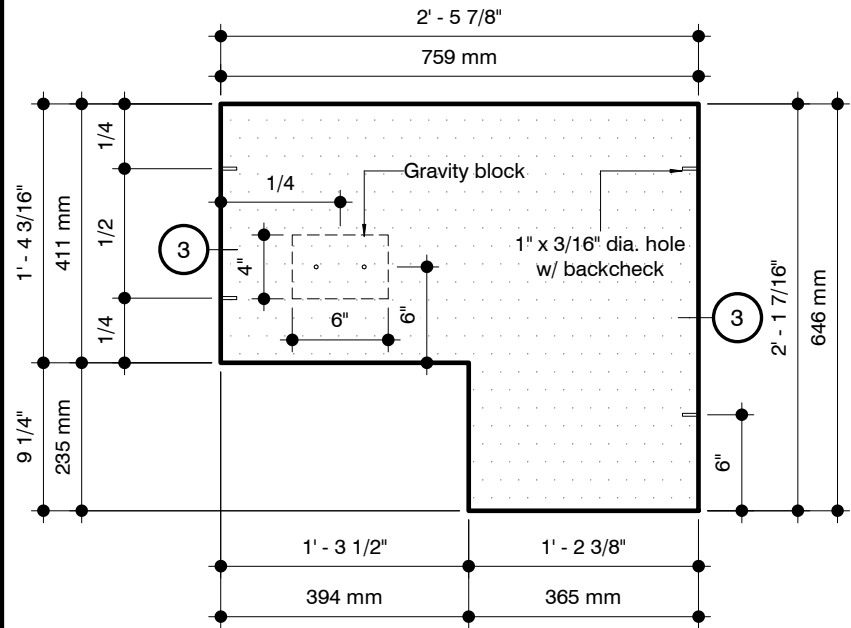 2' - 5 7/8"
759 mm
1/4
Gravity block
1/4
1' - 4 3/16"
411 mm
1/2
3
4"
1" x 3/16" dia. hole
w/ backcheck
6"
6"
3
2' - 1 7/16"
646 mm
1/4
9 1/4"
235 mm
6"
1' - 3 1/2"
1' - 2 3/8"
394 mm
365 mm